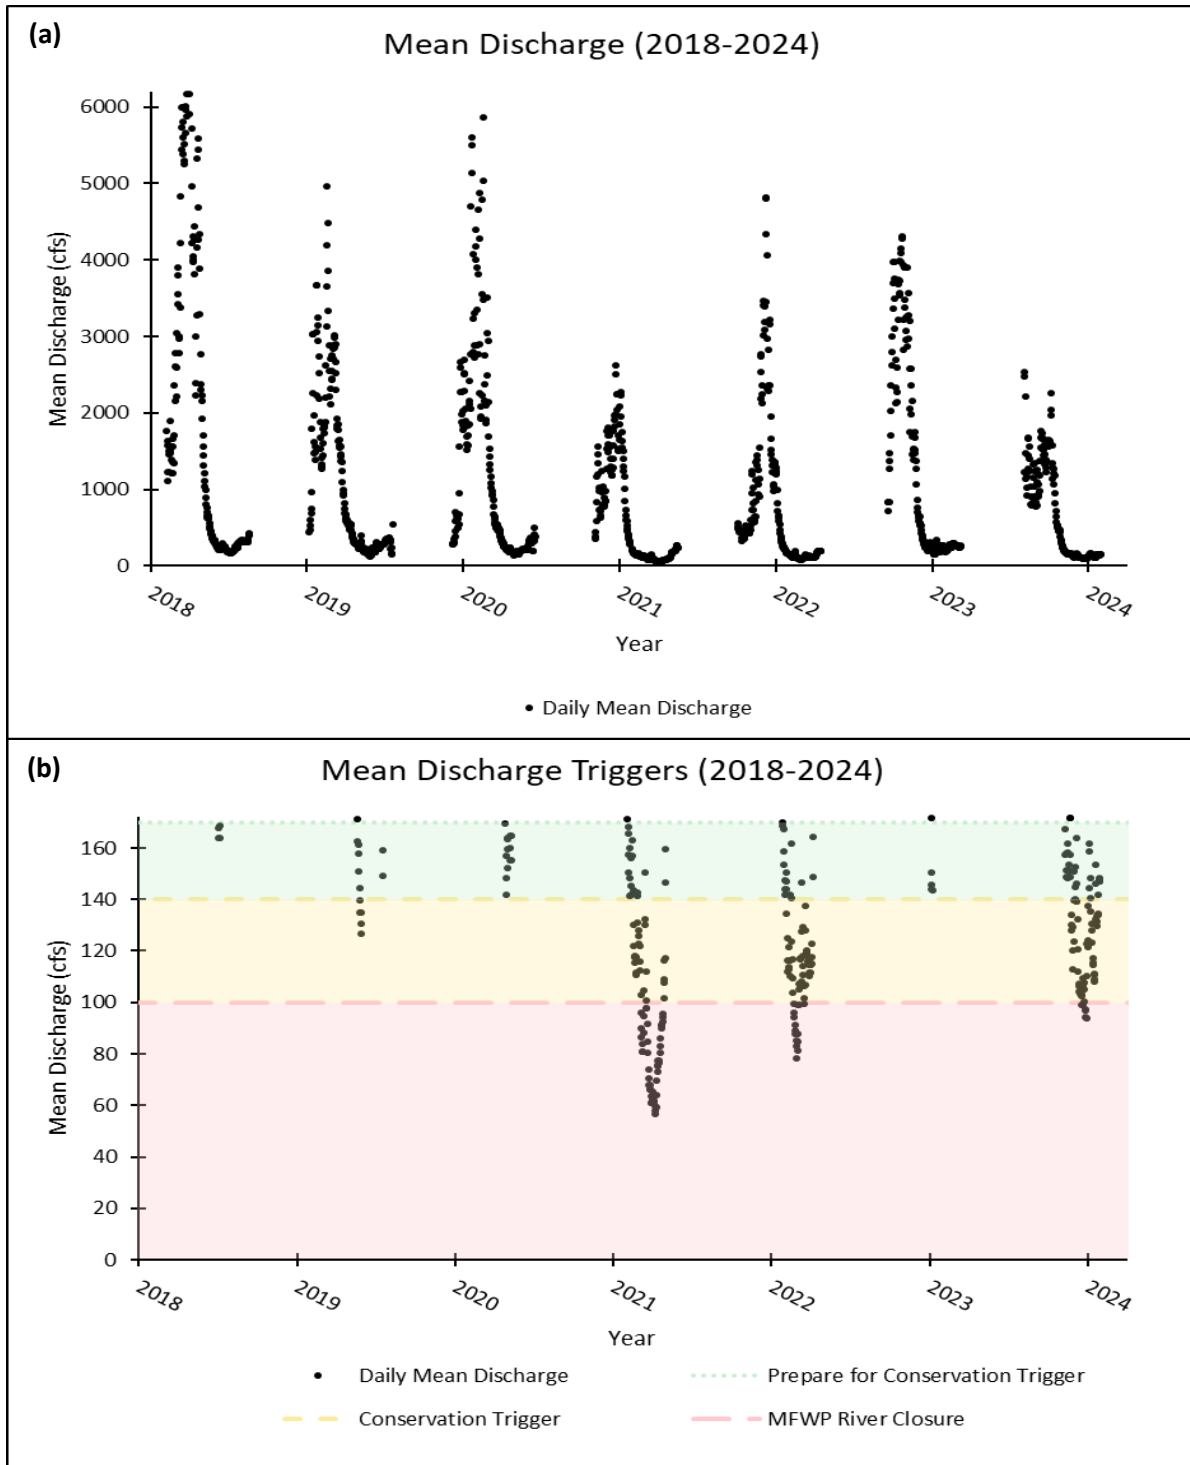 (a)
Mean Discharge (2018-2024)
Mean Discharge (cfs)
6000
5000
4000
3000
2000
1000
0
2018
2019
2020
2021
2022
2023
2024
Year
Daily Mean Discharge
(b)
Mean Discharge Triggers (2018-2024)
Mean Discharge (cfs)
160
140
120
100
80
60
40
20
0
2018
2019
2020
2021
2022
2023
2024
Year
Daily Mean Discharge
Prepare for Conservation Trigger
Conservation Trigger
MFWP River Closure